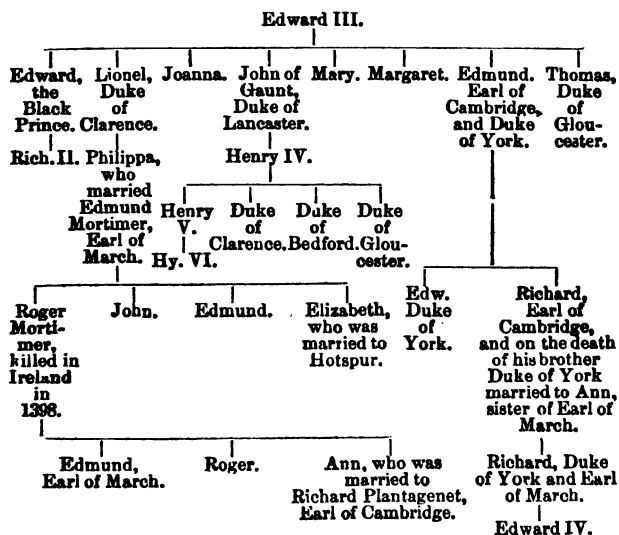 Edward III.
Edward,
the
Black
Prince.
Lionel,
Duke
of
Clarence.
Joanna.
John of
Gaunt,
Duke of
Lancaster.
Mary.
Margaret.
Edmund.
Earl of
Cambridge,
and Duke
of York.
Thomas,
Duke
of
Glou-
cester.
Rich. II.
Philippa,
who
married
Edmund
Mortimer,
Earl of
March.
Henry IV.
Henry
V.
Hy. VI.
Duke
of
Clarence.
Duke
of
Bedford.
Duke
of
Glou-
cester.
Roger
Morti-
mer,
killed in
Ireland
in
1398.
John.
Edmund.
Elizabeth,
who was
married to
Hotspur.
Edw.
Duke
of
York.
Richard,
Earl of
Cambridge,
and on the death
of his brother
Duke of York
married to Ann,
sister of Earl of
March.
Edmund,
Earl of March.
Roger.
Ann, who was
married to
Richard Plantagenet,
Earl of Cambridge.
Richard, Duke
of York and Earl
of March.
Edward IV.